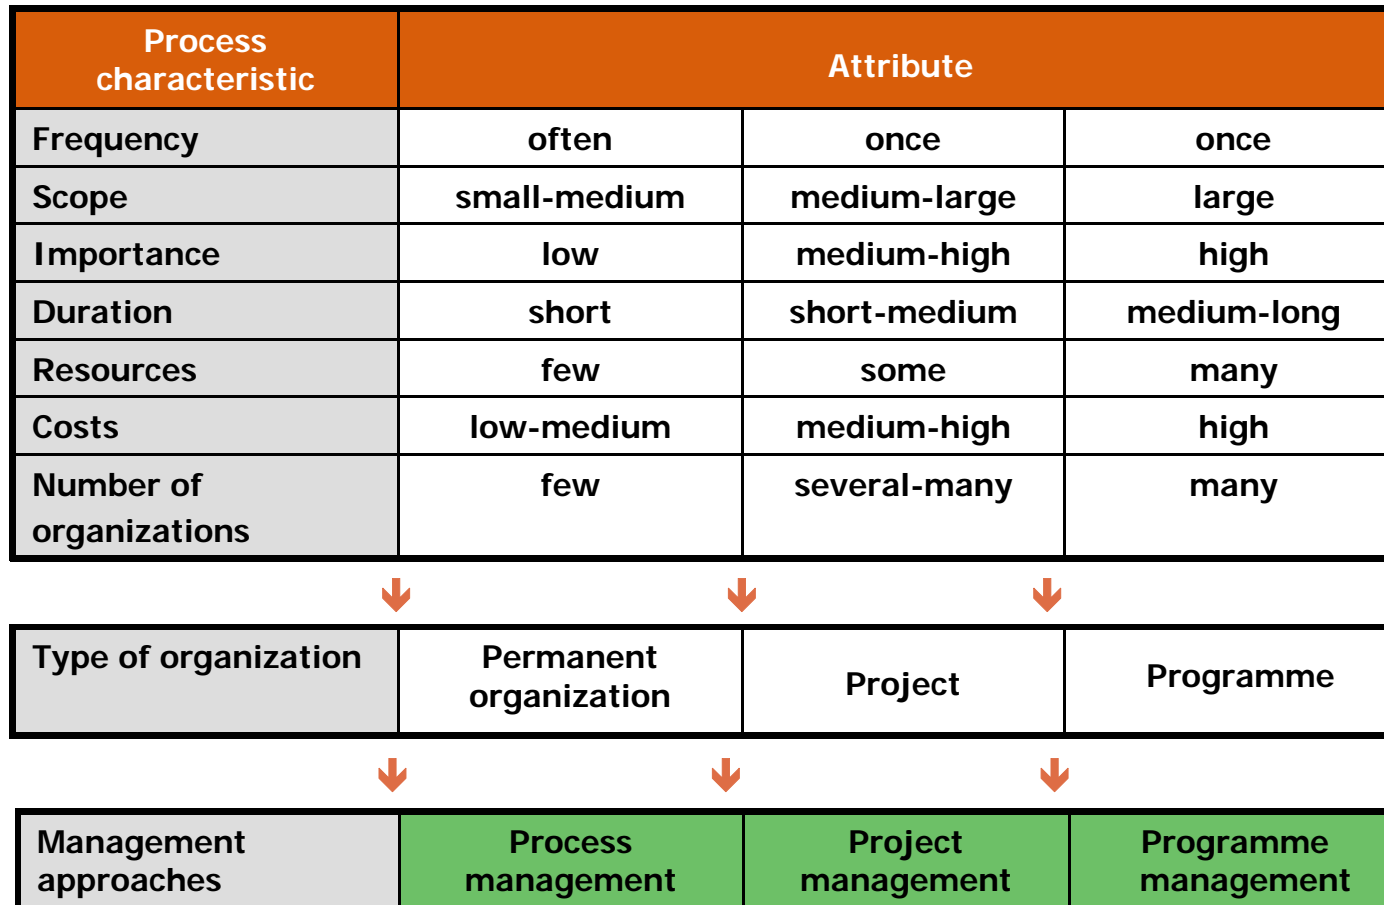 Process
characteristic
Attribute
Frequency often once once
Scope small-medium medium-large large
Importance low medium-high high
Duration short short-medium medium-long
Resources few some many
Costs low-medium medium-high high
Number of
organizations
few several-many many
Type of organization
Permanent
organization
Project
Programme
Management
approaches
Process
management
Project
management
Programme
management